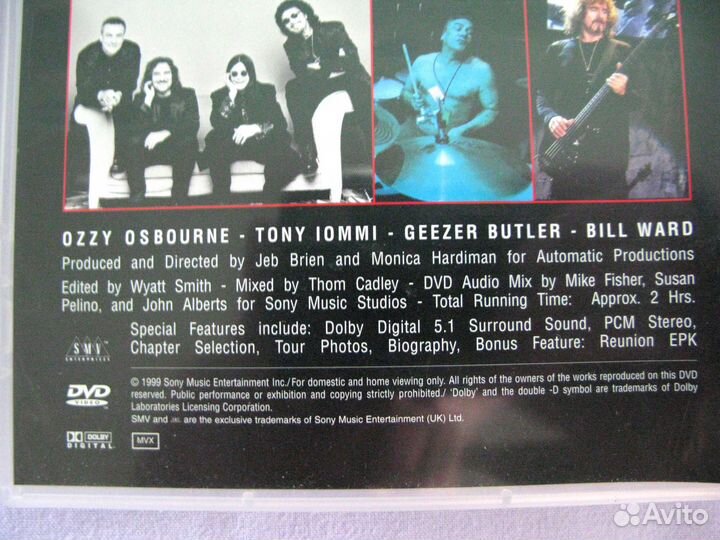 OZZY OSBOURNE - TONY IOMMI - GEEZER BUTLER - BILL WARD
Produced and Directed by Jeb Brien and Monica Hardiman for Automatic Productions
Edited by Wyatt Smith - Mixed by Thom Cadley - DVD Audio Mix by Mike Fisher, Susan
Pelino, and John Alberts for Sony Music Studios - Total Running Time: Approx. 2 Hrs.
Special Features include: Dolby Digital 5.1 Surround Sound, PCM Stereo,
Chapter Selection, Tour Photos, Biography, Bonus Feature: Reunion EPK
SMV
ENTERPRISES
© 1999 Sony Music Entertainment Inc./For domestic and home viewing only. All rights of the owners of the works reproduced on this DVD
reserved. Public performance or exhibition and copying strictly prohibited./ 'Dolby' and the double -D symbol are trademarks of Dolby
Laboratories Licensing Corporation.
SMV and are the exclusive trademarks of Sony Music Entertainment (UK) Ltd.
DVD
VIDEO
DOLBY
DIGITAL
MVX
Avito